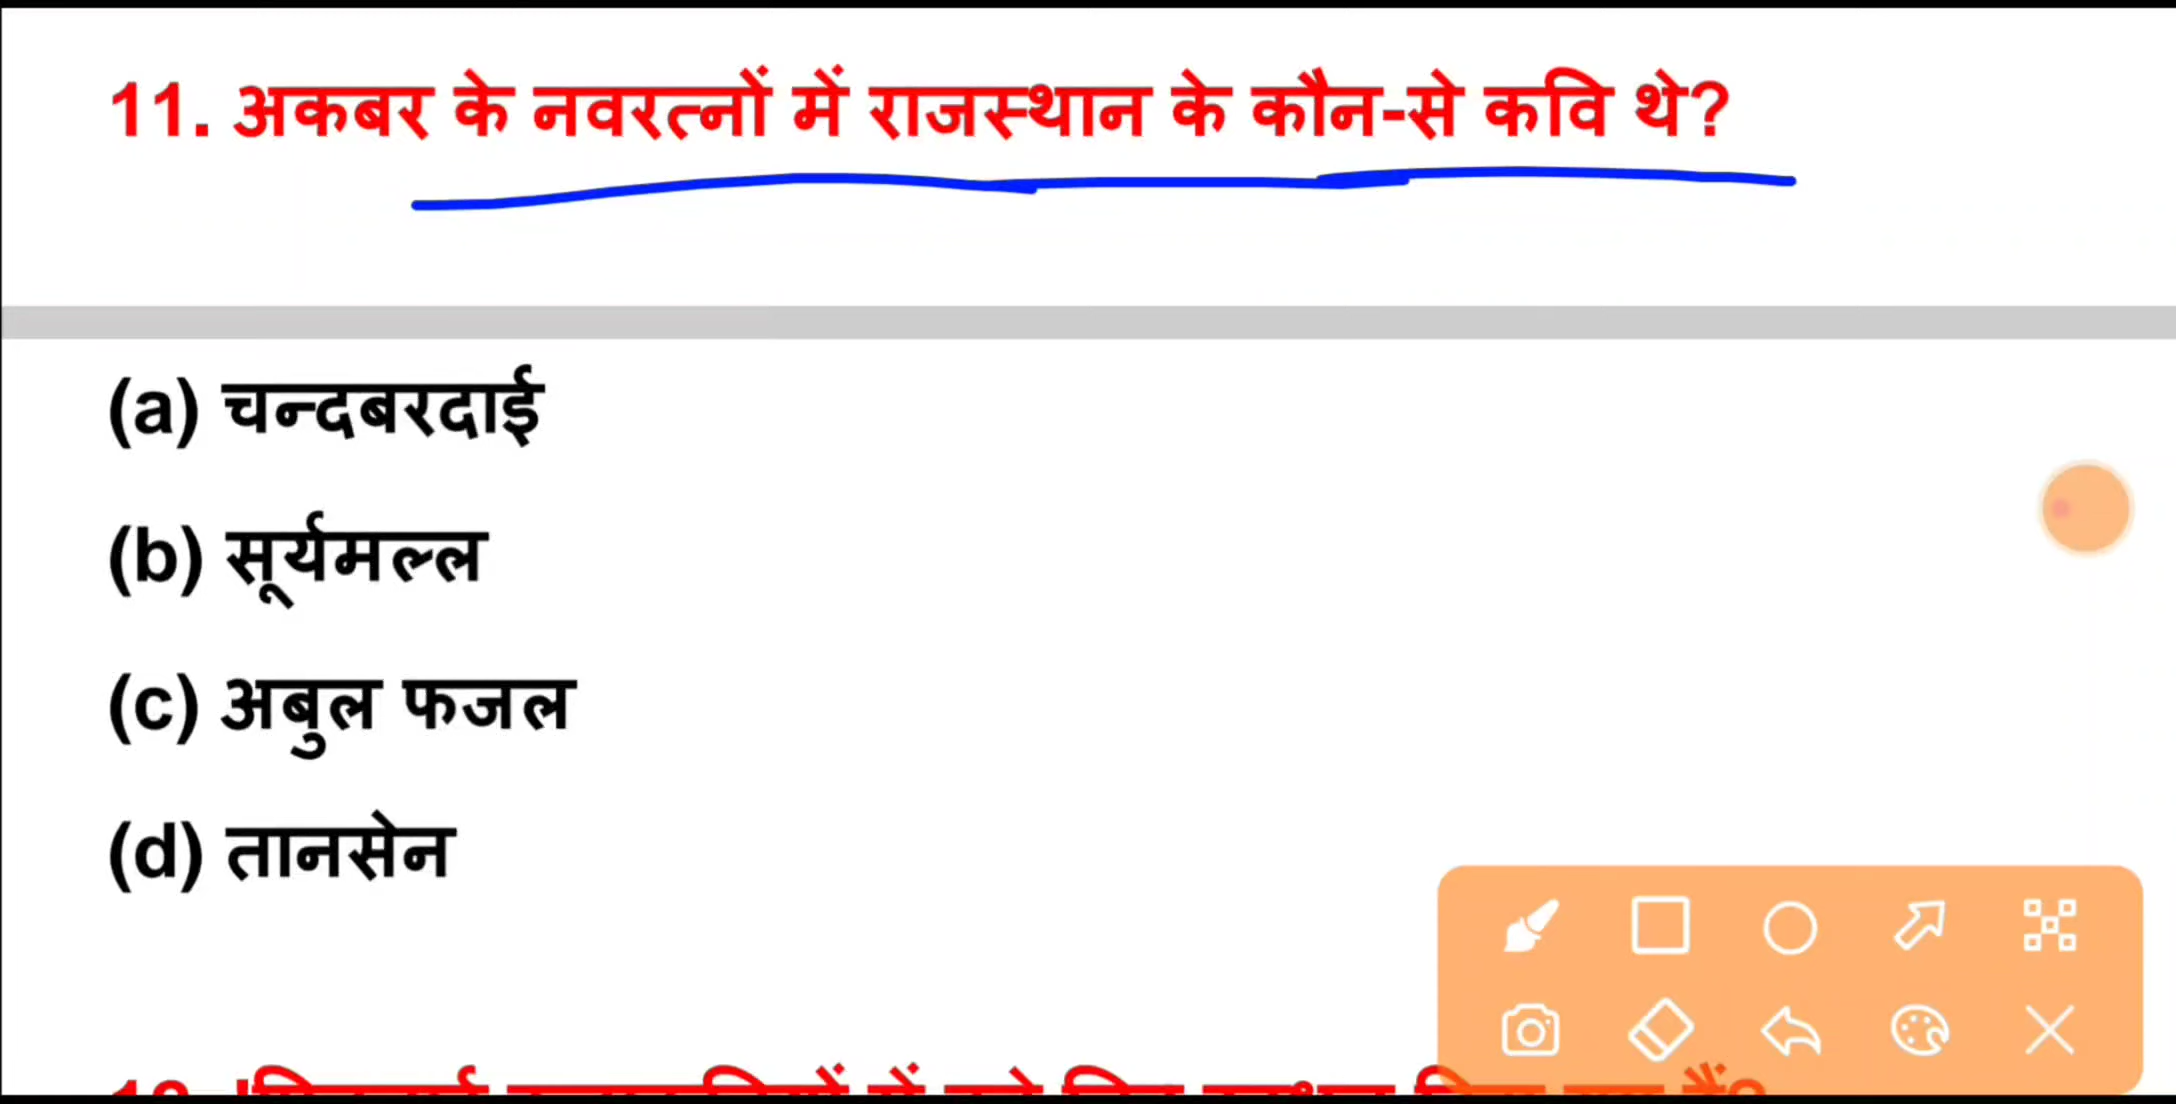 11. अकबर के नवरत्नों में राजस्थान के कौन-से कवि थे?
(a) चन्दबरदाई
(b) सूर्यमल्ल
(c) अबुल फजल
(d) तानसेन